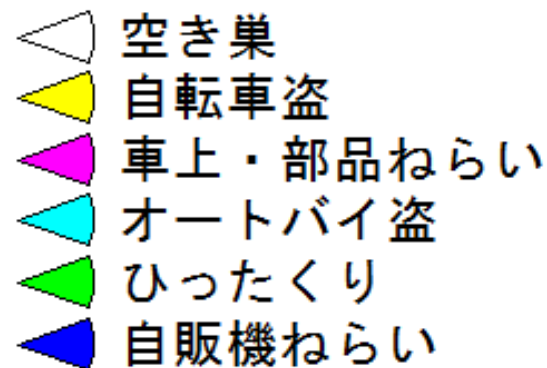 空き巣
自転車盗
車上・部品ねらい
オートバイ盗
ひったくり
自販機ねらい